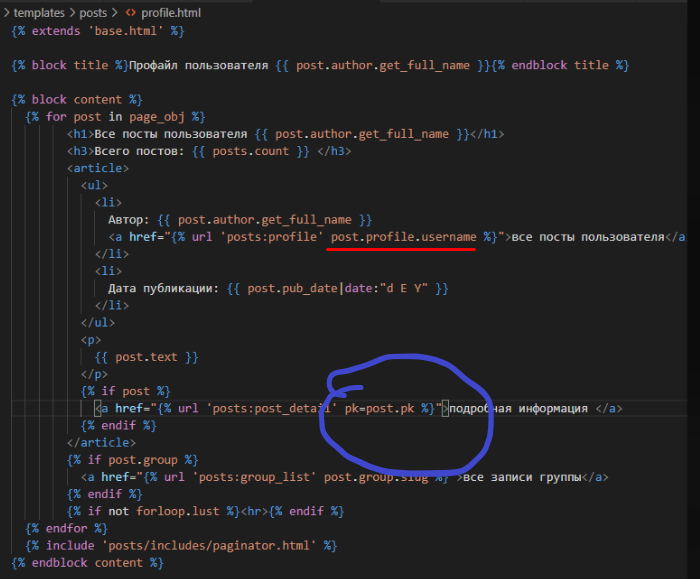 templates > posts > <> profile.html
{% extends 'base.html' %}
{% block title %}Профайл пользователя {{ post.author.get_full_name }}{% endblock title %}
{% block content %}
{% for post in page_obj %}
<h1>Все посты пользователя {{ post.author.get_full_name }}</h1>
<h3>Всего постов: {{ posts.count }} </h3>
<article>
<ul>
<li>
Автор: {{ post.author.get_full_name }}
<a href="{% url 'posts:profile' post.profile.username %}">все посты пользователя</a
</li>
<li>
Дата публикации: {{ post.pub_date|date:"d E Y" }}
</li>
</ul>
<p>
{{ post.text }}
</p>
{% if post %}
<a href="{% url 'posts:post_detail' pk=post.pk %}">подробная информация </a>
{% endif %}
</article>
{% if post.group %}
<a href="{% url 'posts:group_list' post.group.slug %}">все записи группы</a>
{% endif %}
{% if not forloop.lust %}<hr>{% endif %}
{% endfor %}
{% include 'posts/includes/paginator.html' %}
{% endblock content %}